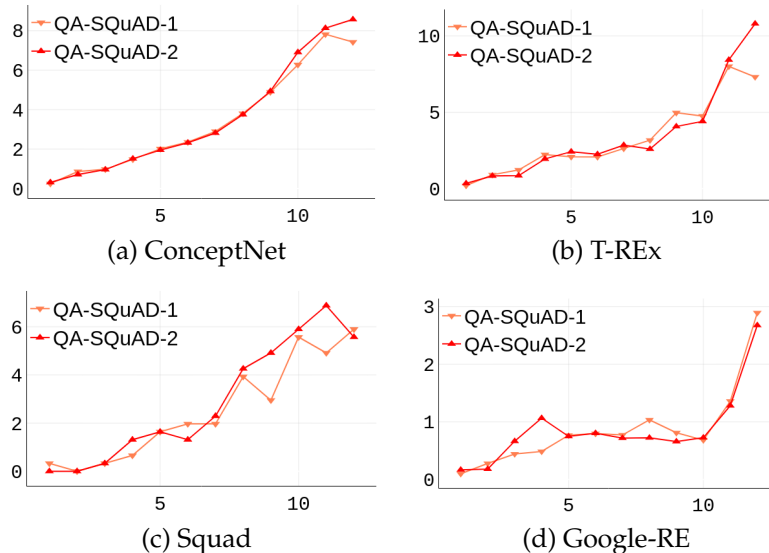 QA-SQuAD-1
QA-SQuAD-2
8
6
4
2
0
5
10
(a) ConceptNet
QA-SQuAD-1
QA-SQuAD-2
10
5
0
5
10
(b) T-REx
QA-SQuAD-1
QA-SQuAD-2
6
4
2
0
5
10
(c) Squad
QA-SQuAD-1
QA-SQuAD-2
3
2
1
0
5
10
(d) Google-RE